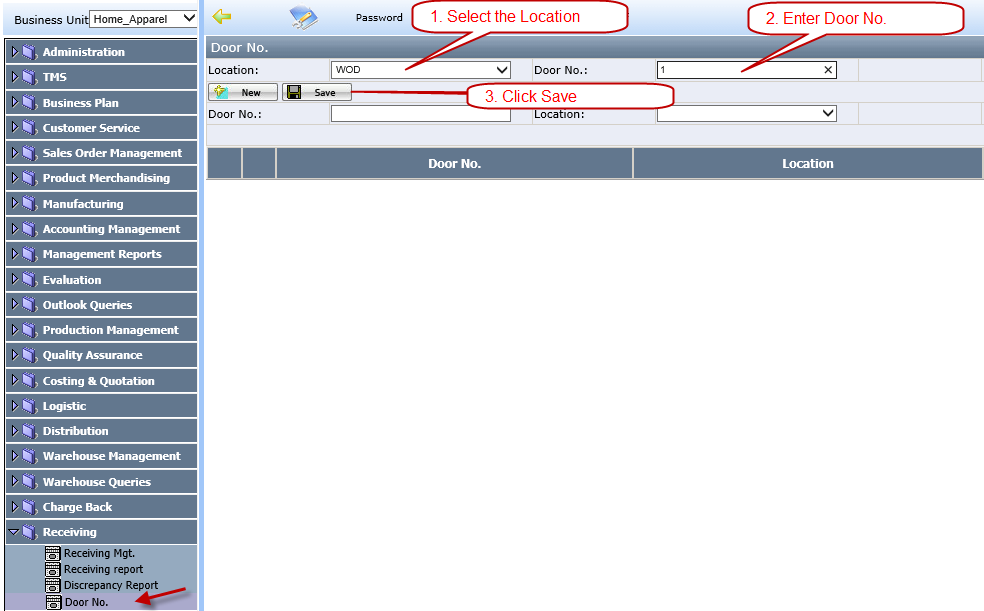 Business Unit Home_Apparel
Password
1. Select the Location
2. Enter Door No.
Administration
TMS
Business Plan
Customer Service
Sales Order Management
Product Merchandising
Manufacturing
Accounting Management
Management Reports
Evaluation
Outlook Queries
Production Management
Quality Assurance
Costing & Quotation
Logistic
Distribution
Warehouse Management
Warehouse Queries
Charge Back
Receiving
Receiving Mgt.
Receiving report
Discrepancy Report
Door No.
Door No.
Location: WOD Door No.: 1
New Save
3. Click Save
Door No.: Location:
Door No. Location